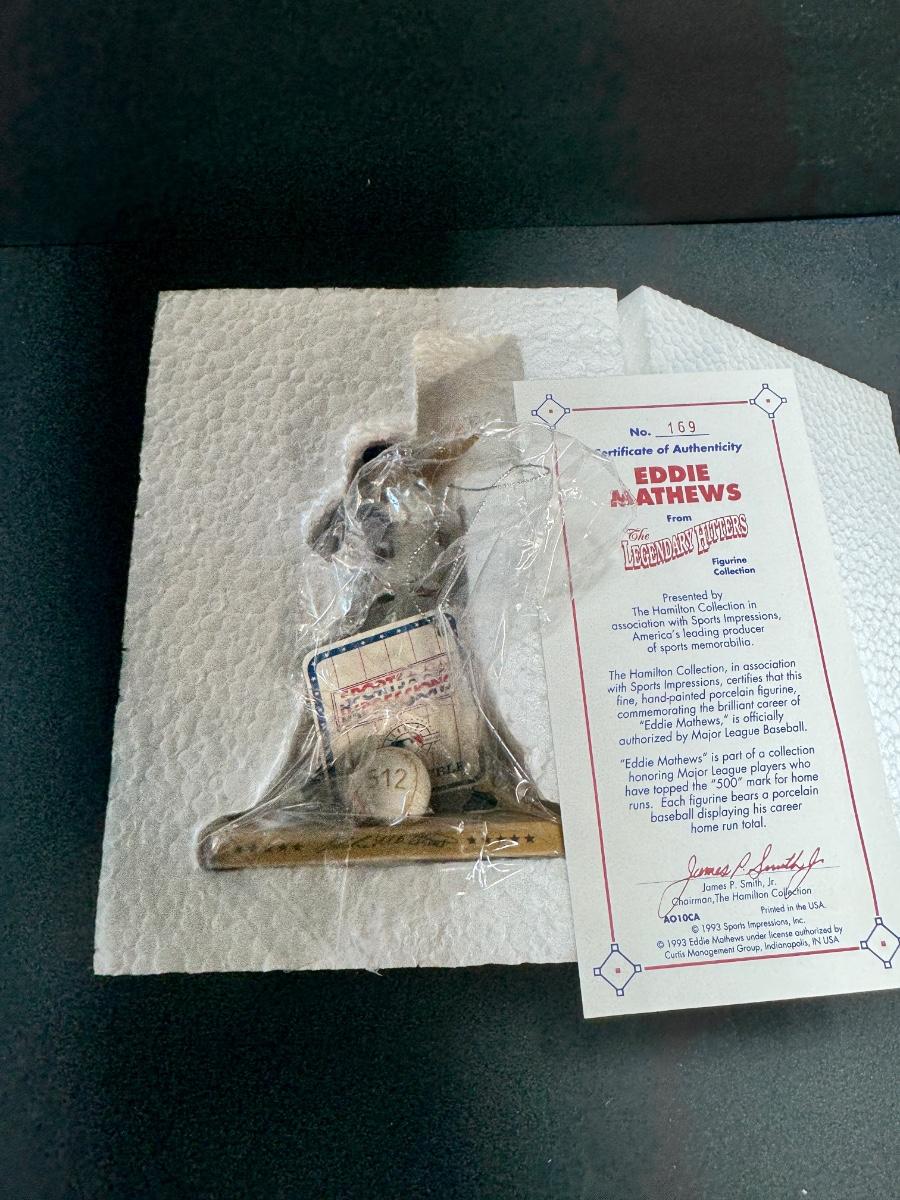 No. 169
Certificate of Authenticity
EDDIE
MATHEWS
From
The
LEGENDARY HITTERS
Figurine
Collection
Presented by
The Hamilton Collection in
association with Sports Impressions,
America's leading producer
of sports memorabilia.
The Hamilton Collection, in association
with Sports Impressions, certifies that this
fine, hand-painted porcelain figurine,
commemorating the brilliant career of
"Eddie Mathews," is officially
authorized by Major League Baseball.
"Eddie Mathews" is part of a collection
honoring Major League players who
have topped the "500" mark for home
runs. Each figurine bears a porcelain
baseball displaying his career
home run total.
James P. Smith Jr
James P. Smith, Jr.
Chairman, The Hamilton Collection
AO10CA
Printed in the USA.
© 1993 Sports Impressions, Inc.
© 1993 Eddie Mathews under license authorized by
Curtis Management Group, Indianapolis, IN USA
512